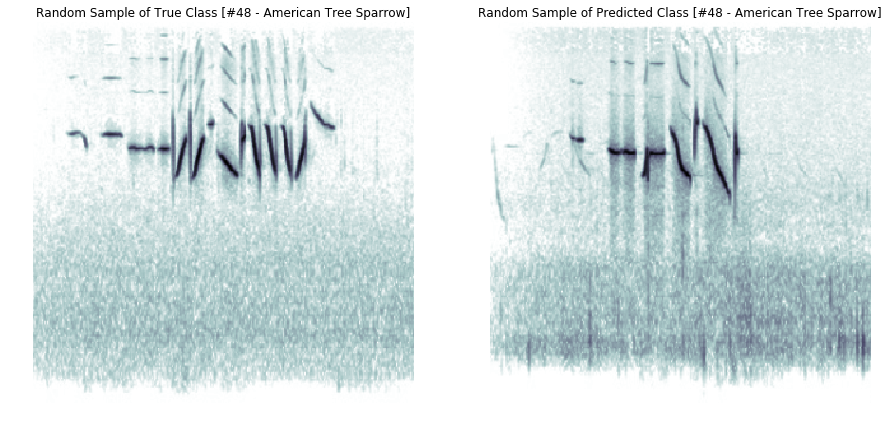 Random Sample of True Class [#48 - American Tree Sparrow]
Random Sample of Predicted Class [#48 - American Tree Sparrow]